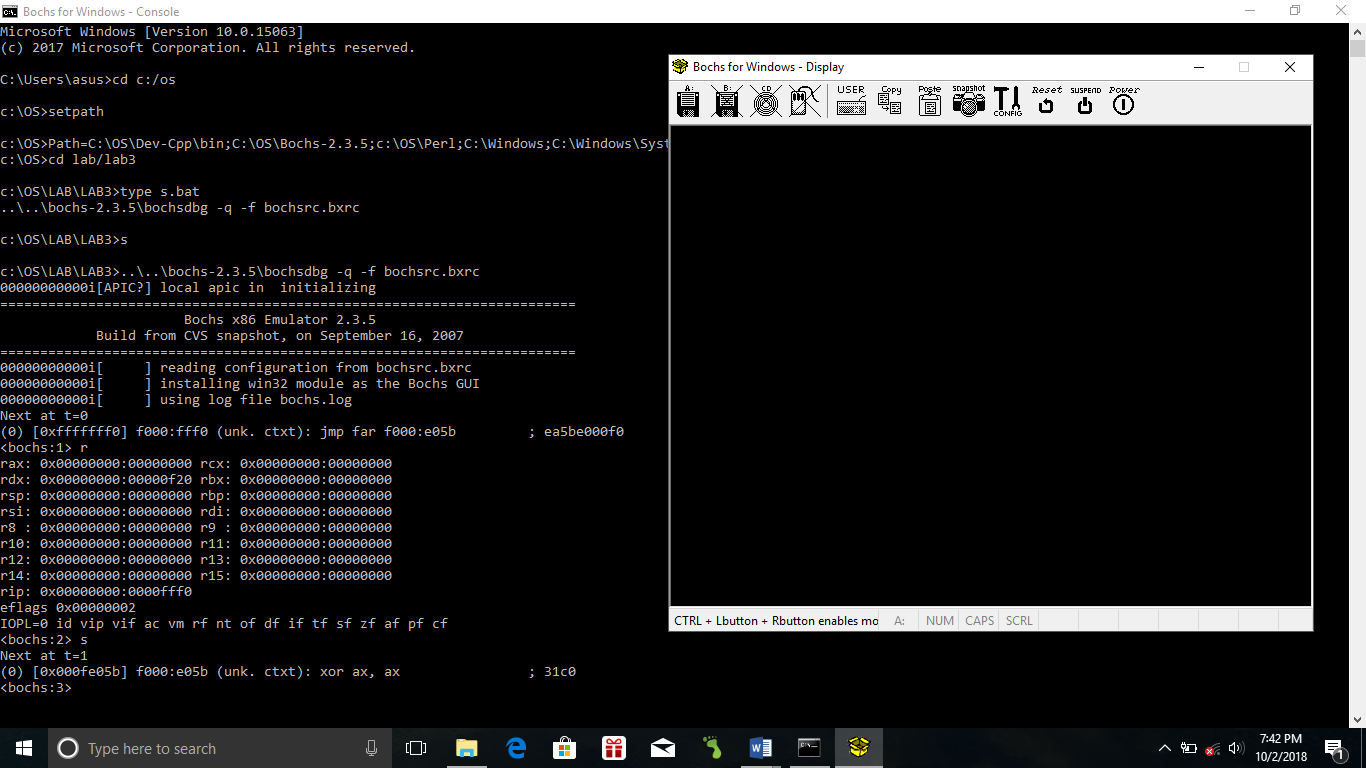 Bochs for Windows - Console
Microsoft Windows [Version 10.0.15063]
(c) 2017 Microsoft Corporation. All rights reserved.
C:\Users\asus>cd c:/os
c:\OS>setpath
c:\OS>Path=C:\OS\Dev-Cpp\bin;C:\OS\Bochs-2.3.5;c:\OS\Perl;C:\Windows;C:\Windows\Syst
c:\OS>cd lab/lab3
c:\OS\LAB\LAB3>type s.bat
..\..\bochs-2.3.5\bochsdbg -q -f bochsrc.bxrc
c:\OS\LAB\LAB3>s
c:\OS\LAB\LAB3>..\..\bochs-2.3.5\bochsdbg -q -f bochsrc.bxrc
00000000000i[APIC?] local apic in  initializing
========================================================================
Bochs x86 Emulator 2.3.5
Build from CVS snapshot, on September 16, 2007
========================================================================
00000000000i[     ] reading configuration from bochsrc.bxrc
00000000000i[     ] installing win32 module as the Bochs GUI
00000000000i[     ] using log file bochs.log
Next at t=0
(0) [0xfffffff0] f000:fff0 (unk. ctxt): jmp far f000:e05b         ; ea5be000f0
<bochs:1> r
rax: 0x00000000:00000000 rcx: 0x00000000:00000000
rdx: 0x00000000:00000f20 rbx: 0x00000000:00000000
rsp: 0x00000000:00000000 rbp: 0x00000000:00000000
rsi: 0x00000000:00000000 rdi: 0x00000000:00000000
r8 : 0x00000000:00000000 r9 : 0x00000000:00000000
r10: 0x00000000:00000000 r11: 0x00000000:00000000
r12: 0x00000000:00000000 r13: 0x00000000:00000000
r14: 0x00000000:00000000 r15: 0x00000000:00000000
rip: 0x00000000:0000fff0
eflags 0x00000002
IOPL=0 id vip vif ac vm rf nt of df if tf sf zf af pf cf
<bochs:2> s
Next at t=1
(0) [0x000fe05b] f000:e05b (unk. ctxt): xor ax, ax                ; 31c0
<bochs:3>
Bochs for Windows - Display
A: B: CD USER Copy Paste snapshot CONFIG Reset SUSPEND Power
CTRL + Lbutton + Rbutton enables mo A: NUM CAPS SCRL
Type here to search
7:42 PM
10/2/2018
1